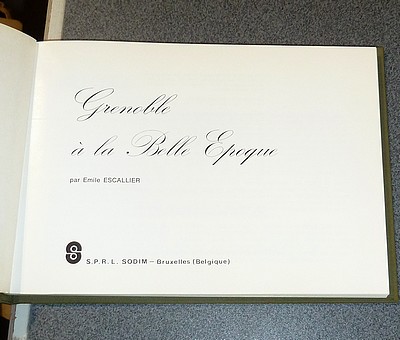 Grenoble
à la Belle Epoque
par Emile ESCALLIER
S.P.R.L. SODIM – Bruxelles (Belgique)